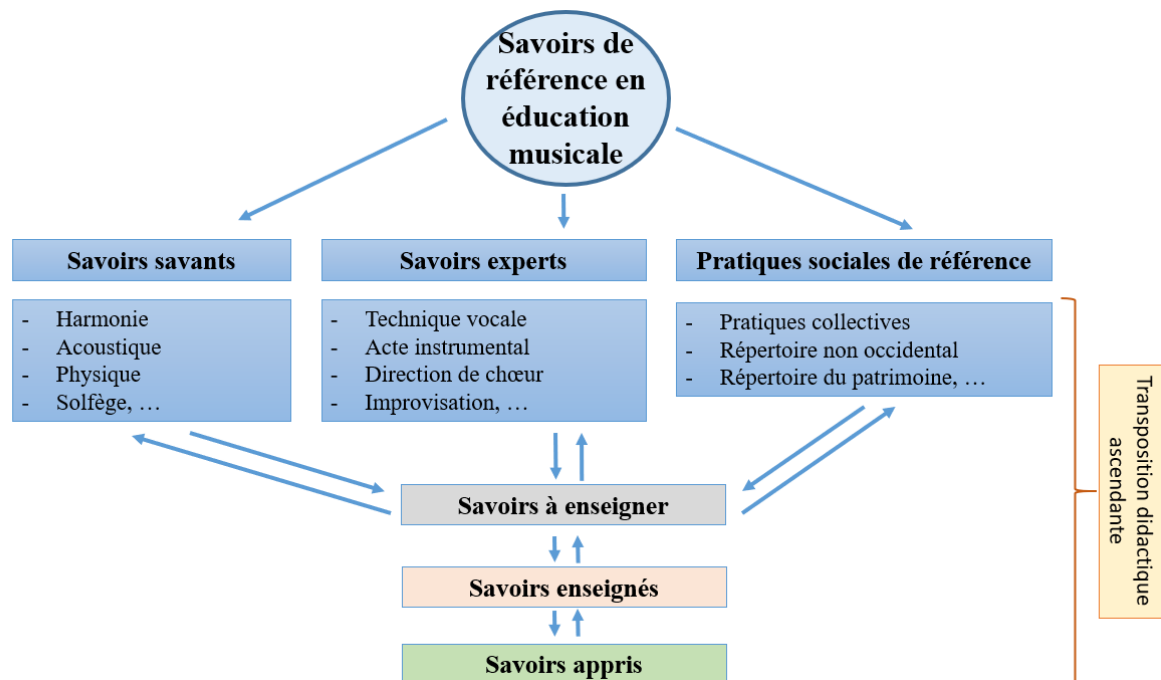 Savoirs de
référence en
éducation
musicale
Savoirs savants
Savoirs experts
Pratiques sociales de référence
- Harmonie
- Acoustique
- Physique
- Solfège, …
- Technique vocale
- Acte instrumental
- Direction de chœur
- Improvisation, …
- Pratiques collectives
- Répertoire non occidental
- Répertoire du patrimoine, …
Transposition didactique
ascendante
Savoirs à enseigner
Savoirs enseignés
Savoirs appris